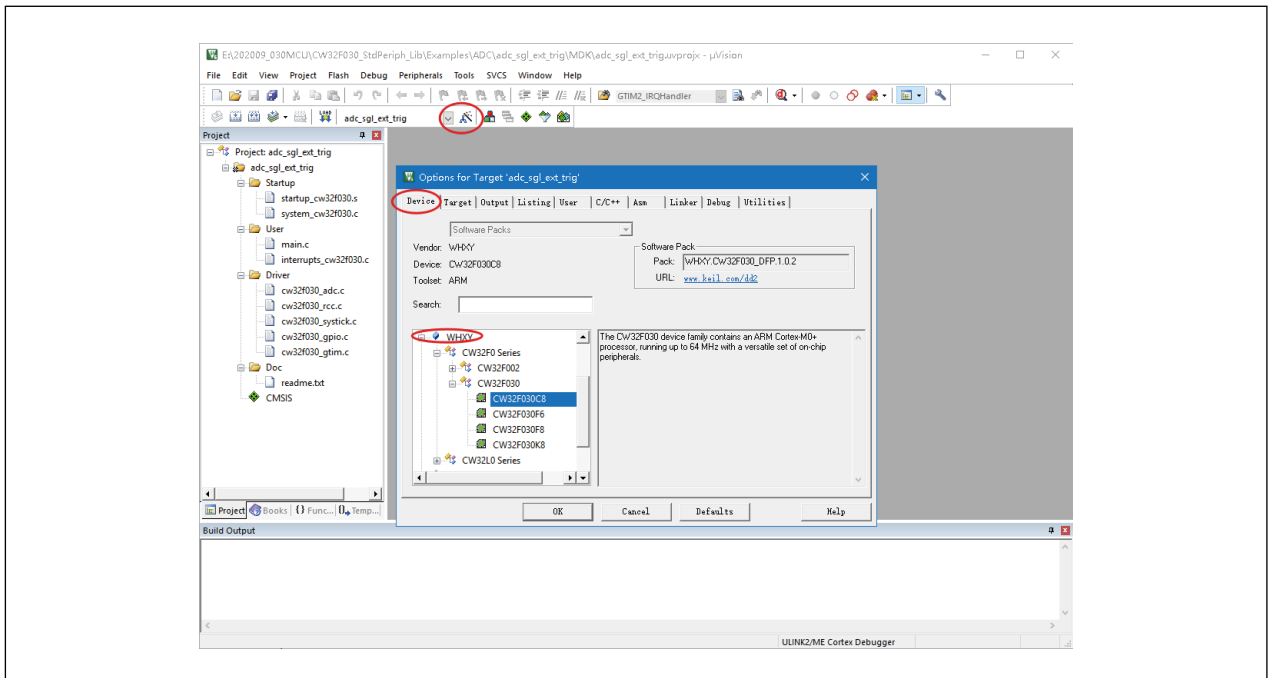 E:\202009_030MCU\CW32F030_StdPeriph_Lib\Examples\ADC\adc_sgl_ext_trig\MDK\adc_sgl_ext_trig.uvprojx - µVision
File Edit View Project Flash Debug Peripherals Tools SVCS Window Help
GTIM2_IRQHandler
LOAD adc_sgl_ext_trig
Project
Project: adc_sgl_ext_trig
adc_sgl_ext_trig
Startup
startup_cw32f030.s
system_cw32f030.c
User
main.c
interrupts_cw32f030.c
Driver
cw32f030_adc.c
cw32f030_rcc.c
cw32f030_systick.c
cw32f030_gpio.c
cw32f030_gtim.c
Doc
readme.txt
CMSIS
Project Books {} Func... Temp...
Options for Target 'adc_sgl_ext_trig'
Device Target Output Listing User C/C++ Asm Linker Debug Utilities
Software Packs
Vendor: WHXY
Device: CW32F030C8
Toolset: ARM
Search:
Software Pack
Pack: WHXY.CW32F030_DFP.1.0.2
URL: www.keil.com/dd2
WHXY
CW32F0 Series
CW32F002
CW32F030
CW32F030C8
CW32F030F6
CW32F030F8
CW32F030K8
CW32L0 Series
The CW32F030 device family contains an ARM Cortex-M0+
processor, running up to 64 MHz with a versatile set of on-chip
peripherals.
OK Cancel Defaults Help
Build Output
ULINK2/ME Cortex Debugger